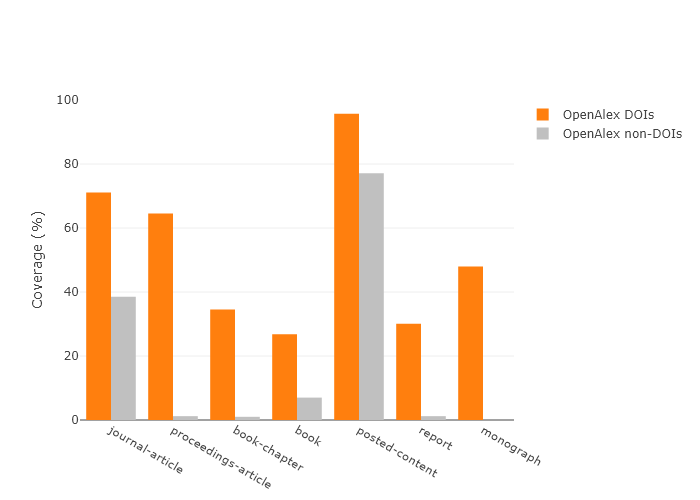 100
80
60
40
20
0
Coverage (%)
journal-article
proceedings-article
book-chapter
book
posted-content
report
monograph
OpenAlex DOIs
OpenAlex non-DOIs